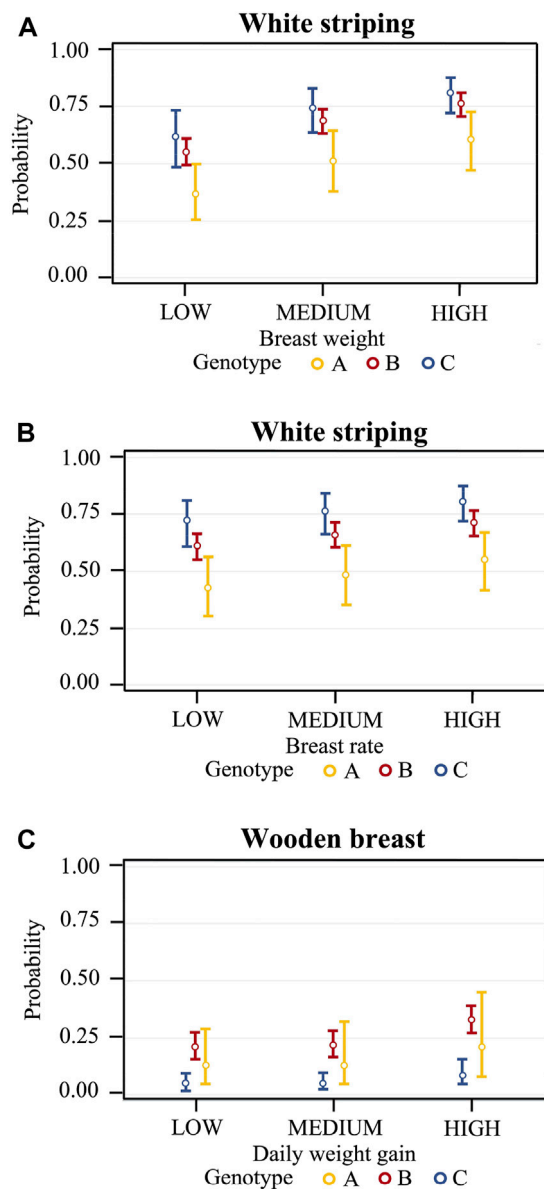 A
White striping
Probability
1.00
0.75
0.50
0.25
0.00
LOW MEDIUM HIGH
Breast weight
Genotype A B C
B
White striping
Probability
1.00
0.75
0.50
0.25
0.00
LOW MEDIUM HIGH
Breast rate
Genotype A B C
C
Wooden breast
Probability
1.00
0.75
0.50
0.25
0.00
LOW MEDIUM HIGH
Daily weight gain
Genotype A B C